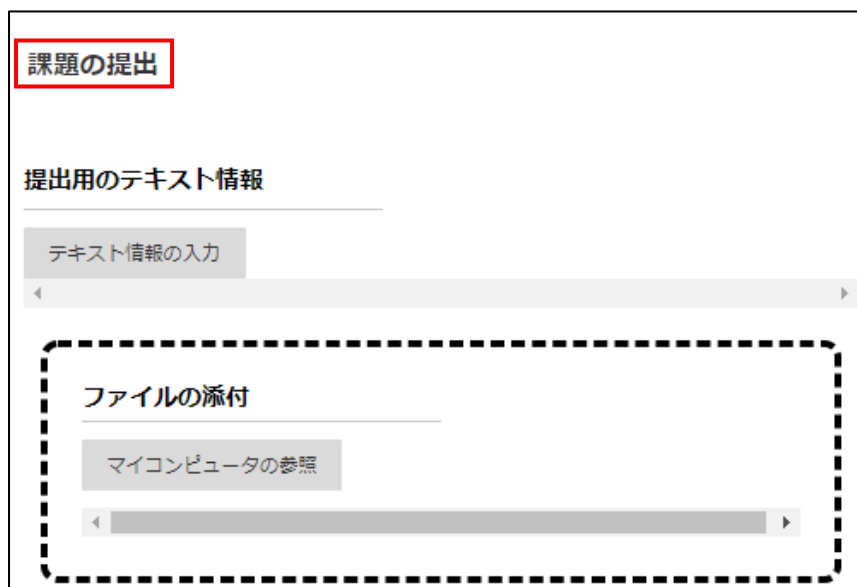 課題の提出
提出用のテキスト情報
テキスト情報の入力
ファイルの添付
マイコンピュータの参照